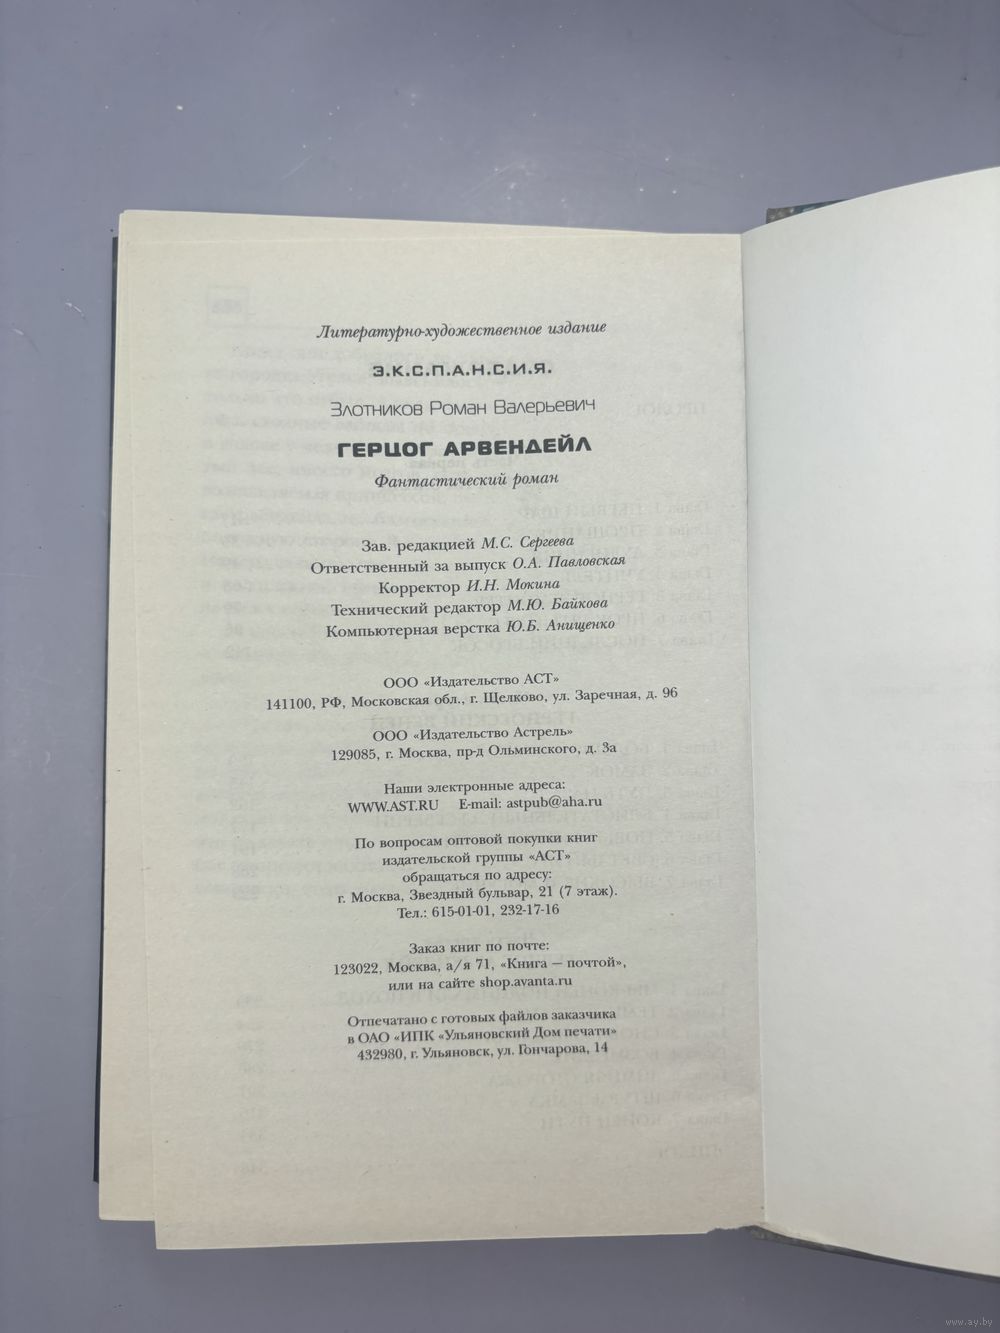 Литературно-художественное издание
Э.К.С.П.А.Н.С.И.Я.
Злотников Роман Валерьевич
ГЕРЦОГ АРВЕНДЕЙЛ
Фантастический роман
Зав. редакцией М.С. Сергеева
Ответственный за выпуск О.А. Павловская
Корректор И.Н. Мокина
Технический редактор М.Ю. Байкова
Компьютерная верстка Ю.Б. Анищенко
ООО «Издательство АСТ»
141100, РФ, Московская обл., г. Щелково, ул. Заречная, д. 96
ООО «Издательство Астрель»
129085, г. Москва, пр-д Ольминского, д. 3а
Наши электронные адреса:
WWW.AST.RU E-mail: astpub@aha.ru
По вопросам оптовой покупки книг
издательской группы «АСТ»
обращаться по адресу:
г. Москва, Звездный бульвар, 21 (7 этаж).
Тел.: 615-01-01, 232-17-16
Заказ книг по почте:
123022, Москва, а/я 71, «Книга — почтой»,
или на сайте shop.avanta.ru
Отпечатано с готовых файлов заказчика
в ОАО «ИПК «Ульяновский Дом печати»
432980, г. Ульяновск, ул. Гончарова, 14
www.ay.by